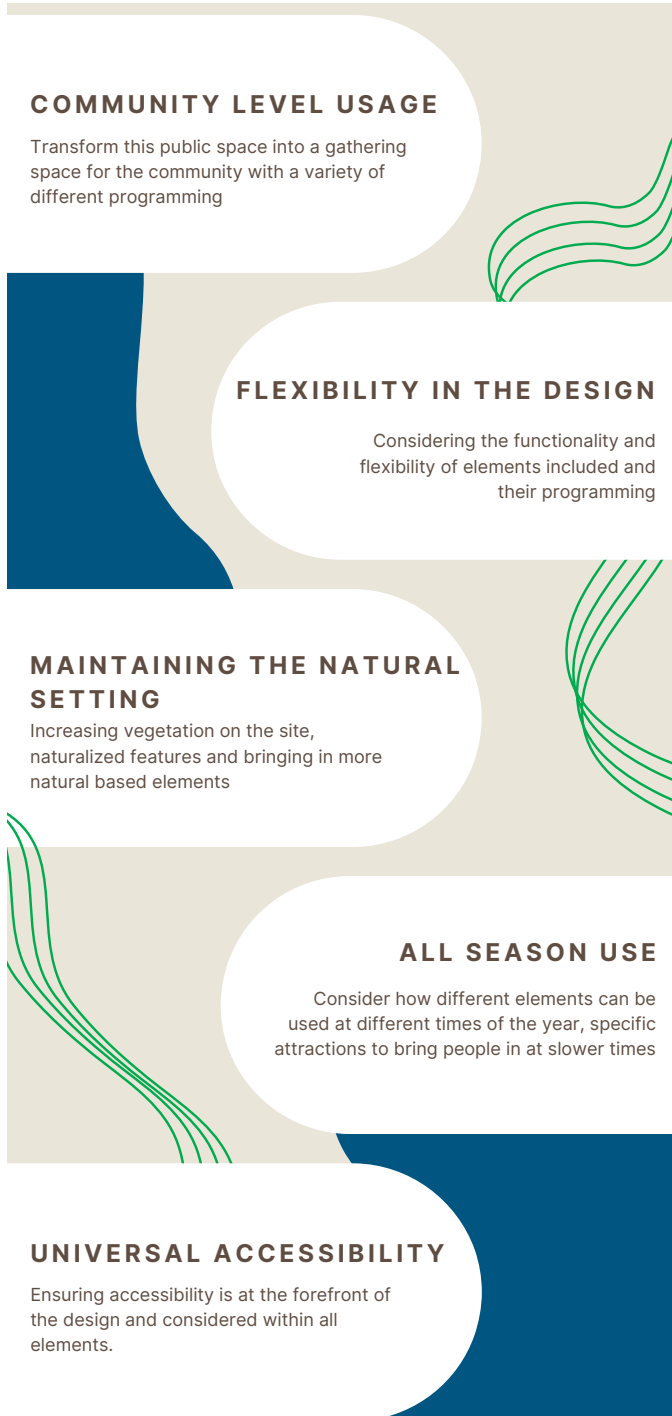 COMMUNITY LEVEL USAGE
Transform this public space into a gathering
space for the community with a variety of
different programming
FLEXIBILITY IN THE DESIGN
Considering the functionality and
flexibility of elements included and
their programming
MAINTAINING THE NATURAL
SETTING
Increasing vegetation on the site,
naturalized features and bringing in more
natural based elements
ALL SEASON USE
Consider how different elements can be
used at different times of the year, specific
attractions to bring people in at slower times
UNIVERSAL ACCESSIBILITY
Ensuring accessibility is at the forefront of
the design and considered within all
elements.